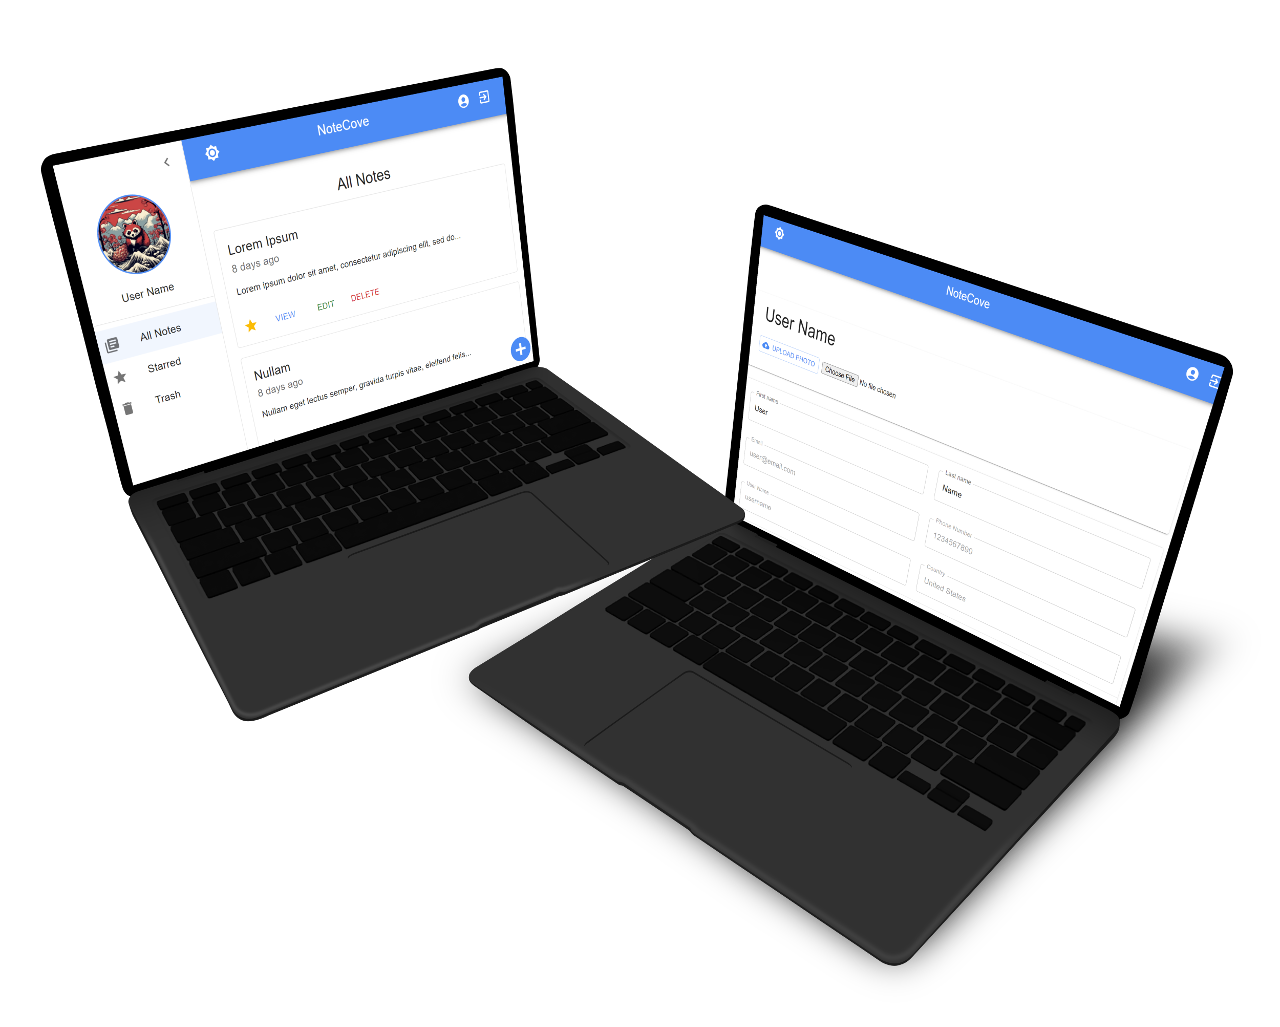 NoteCove
All Notes
User Name
All Notes
Starred
Trash
Lorem Ipsum
8 days ago
Lorem ipsum dolor sit amet, consectetur adipiscing elit, sed do...
VIEW
EDIT
DELETE
Nullam
8 days ago
Nullam eget lectus semper, gravida turpis vitae, eleifend felis...
NoteCove
User Name
UPLOAD PHOTO
Choose File No file chosen
First name
User
Last name
Name
Email
user@email.com
Phone Number
1234567890
User Name
username
Country
United States